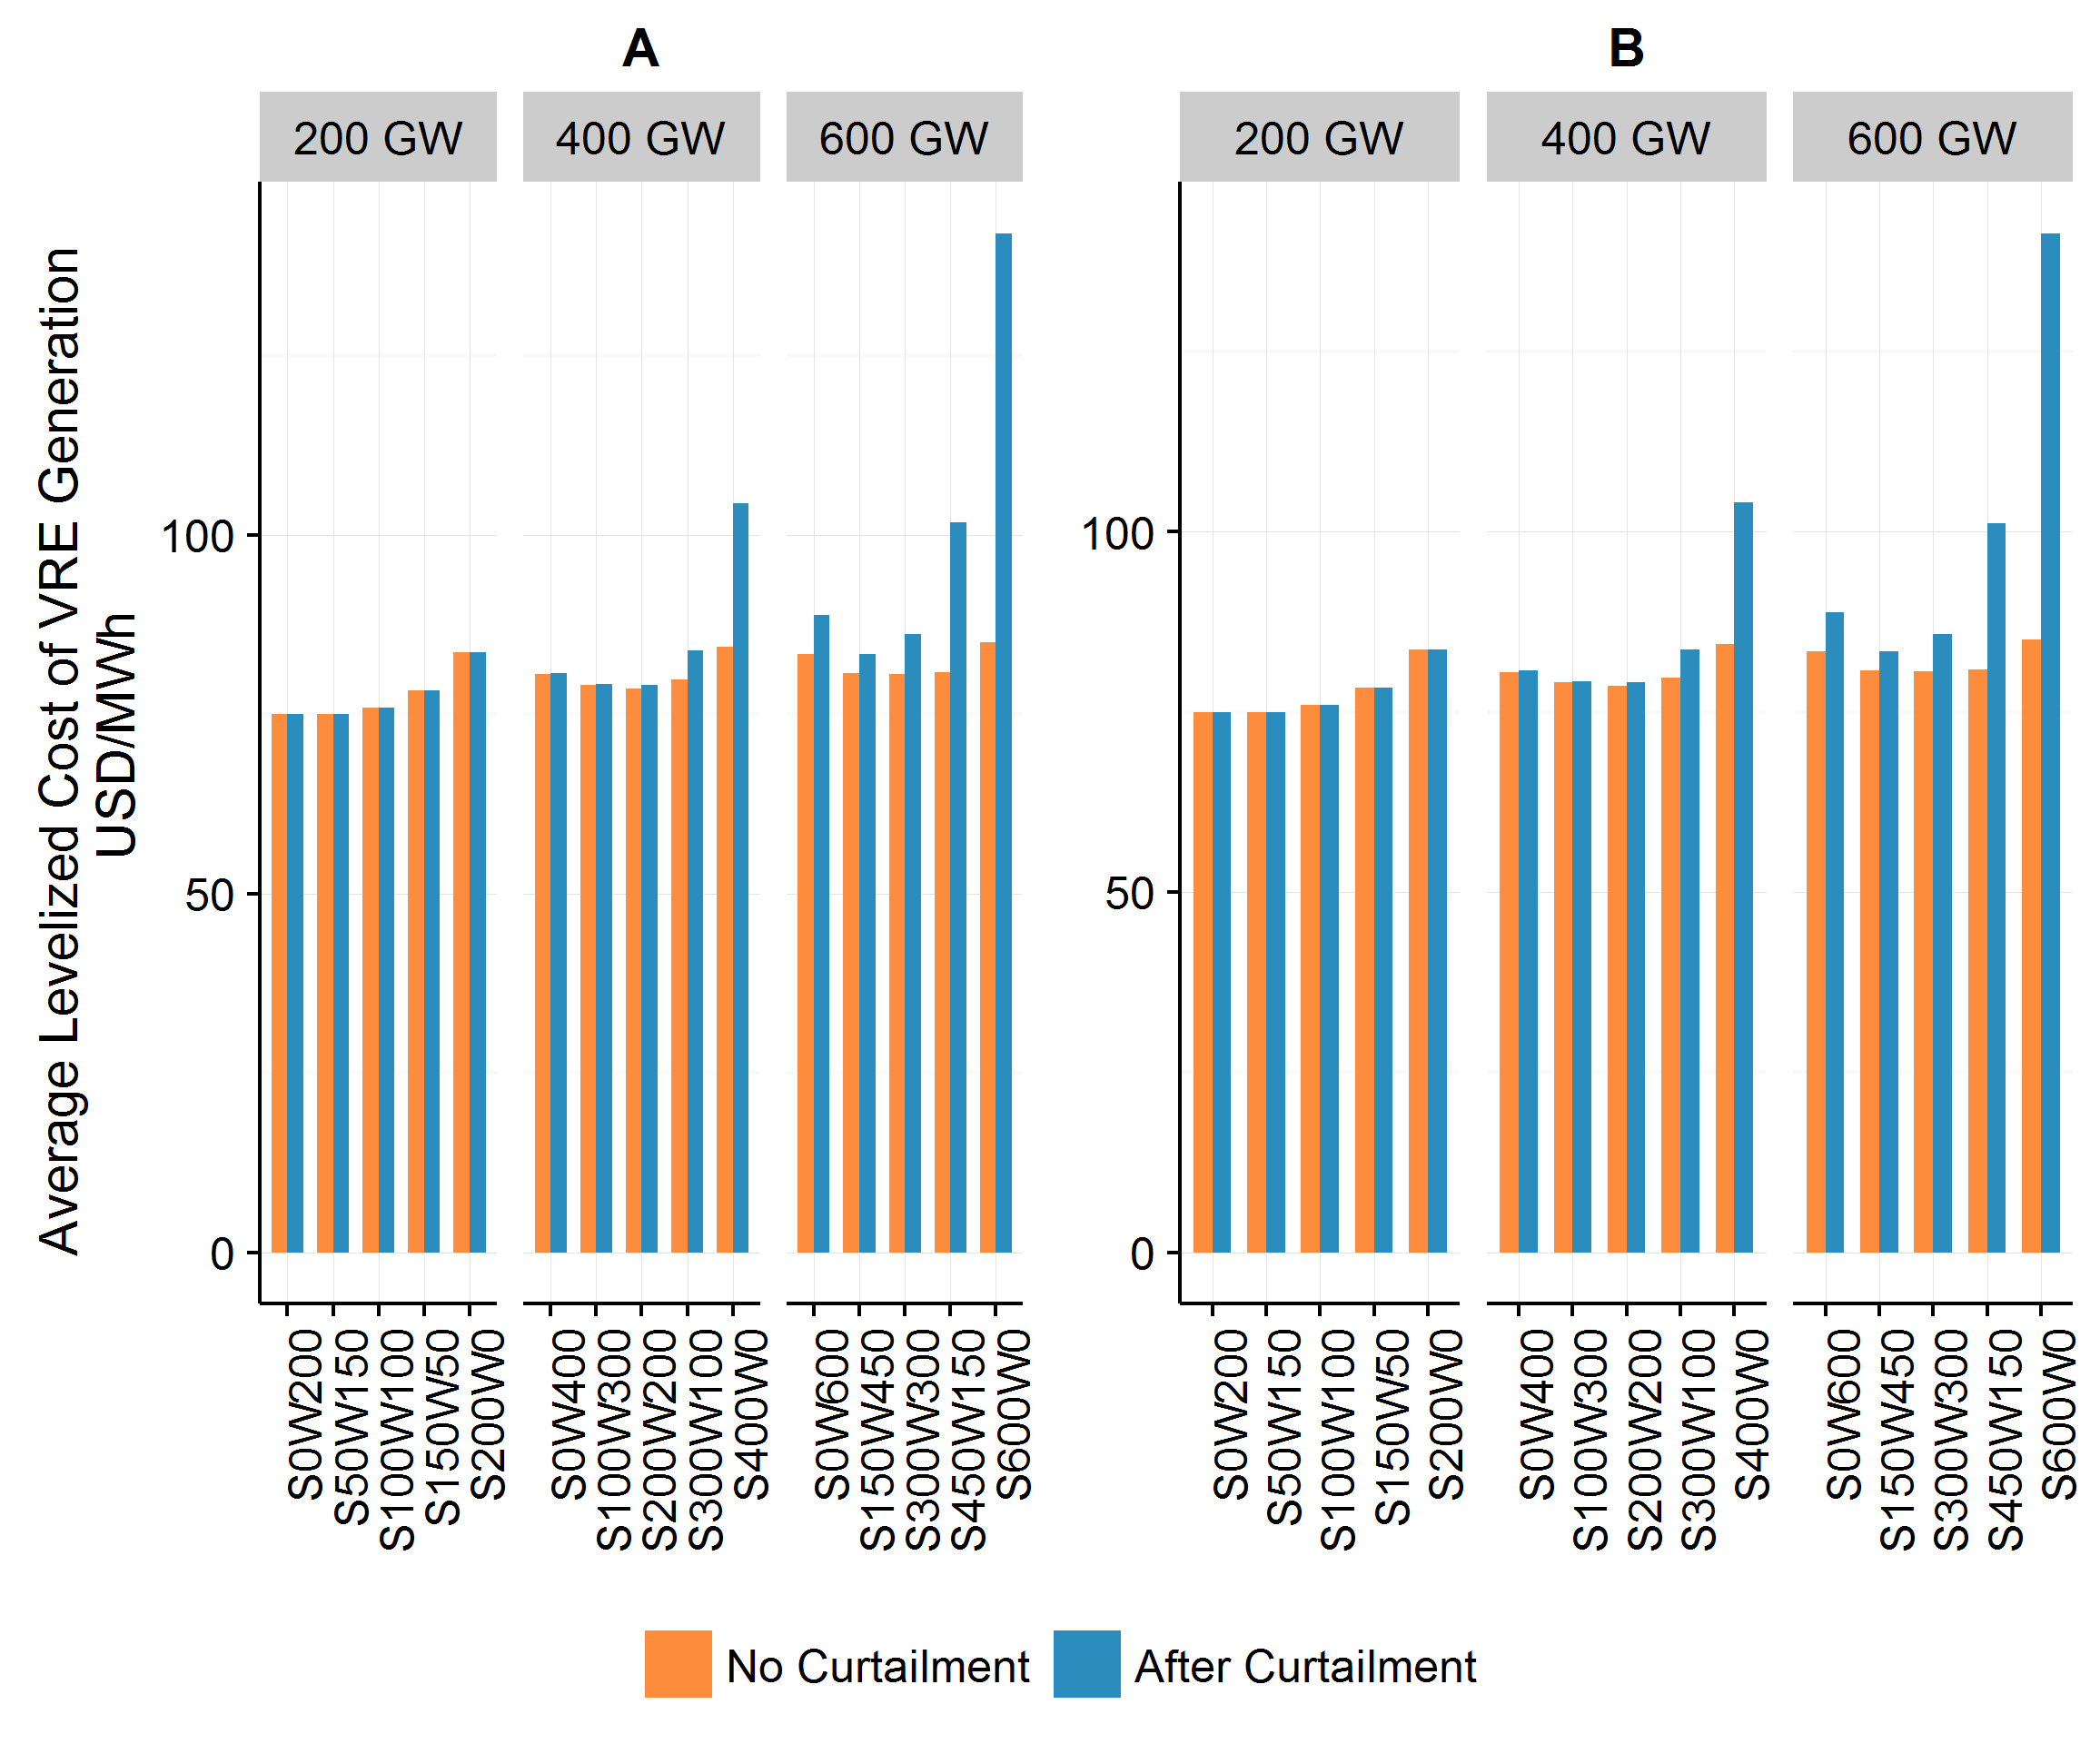 A
B
200 GW
400 GW
600 GW
200 GW
400 GW
600 GW
Average Levelized Cost of VRE Generation
USD/MWh
100
50
0
100
50
0
S0W200
S50W150
S100W100
S150W50
S200W0
S0W400
S100W300
S200W200
S300W100
S400W0
S0W600
S150W450
S300W300
S450W150
S600W0
S0W200
S50W150
S100W100
S150W50
S200W0
S0W400
S100W300
S200W200
S300W100
S400W0
S0W600
S150W450
S300W300
S450W150
S600W0
No Curtailment
After Curtailment